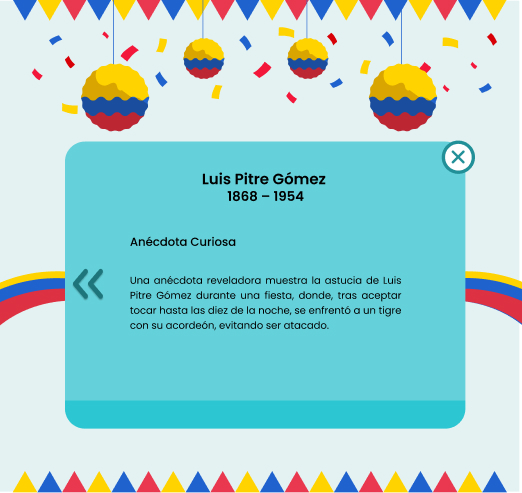 Luis Pitre Gómez
1868 – 1954
Anécdota Curiosa
Una anécdota reveladora muestra la astucia de Luis
Pitre Gómez durante una fiesta, donde, tras aceptar
tocar hasta las diez de la noche, se enfrentó a un tigre
con su acordeón, evitando ser atacado.